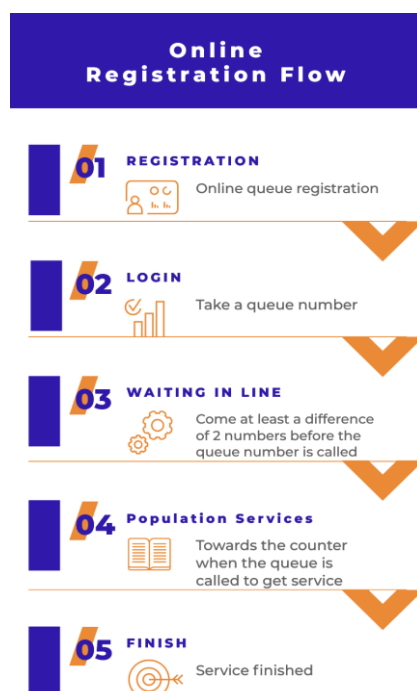 Online
Registration Flow
01
REGISTRATION
Online queue registration
02
LOGIN
Take a queue number
03
WAITING IN LINE
Come at least a difference
of 2 numbers before the
queue number is called
04
Population Services
Towards the counter
when the queue is
called to get service
05
FINISH
Service finished